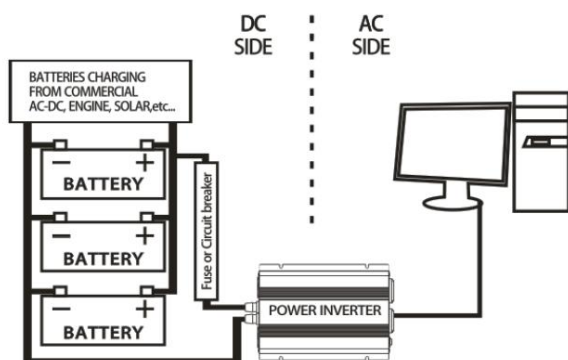 DC
SIDE
AC
SIDE
BATTERIES CHARGING
FROM COMMERCIAL
AC-DC, ENGINE, SOLAR,etc...
− +
BATTERY
− +
BATTERY
− +
BATTERY
Fuse or Circuit breaker
POWER INVERTER